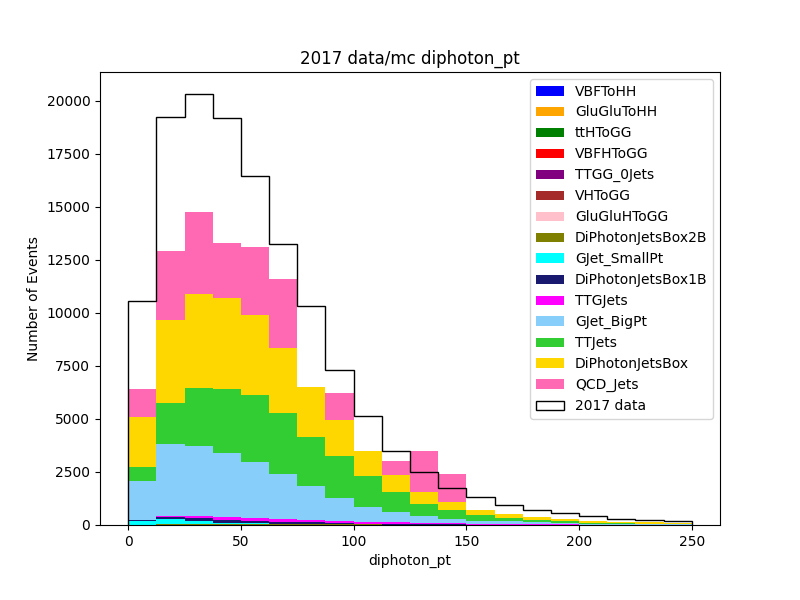 2017 data/mc diphoton_pt
Number of Events
20000
17500
15000
12500
10000
7500
5000
2500
0
0
50
100
150
200
250
diphoton_pt
VBFToHH
GluGluToHH
ttHToGG
VBFHToGG
TTGG_0Jets
VHToGG
GluGluHToGG
DiPhotonJetsBox2B
GJet_SmallPt
DiPhotonJetsBox1B
TTGJets
GJet_BigPt
TTJets
DiPhotonJetsBox
QCD_Jets
2017 data